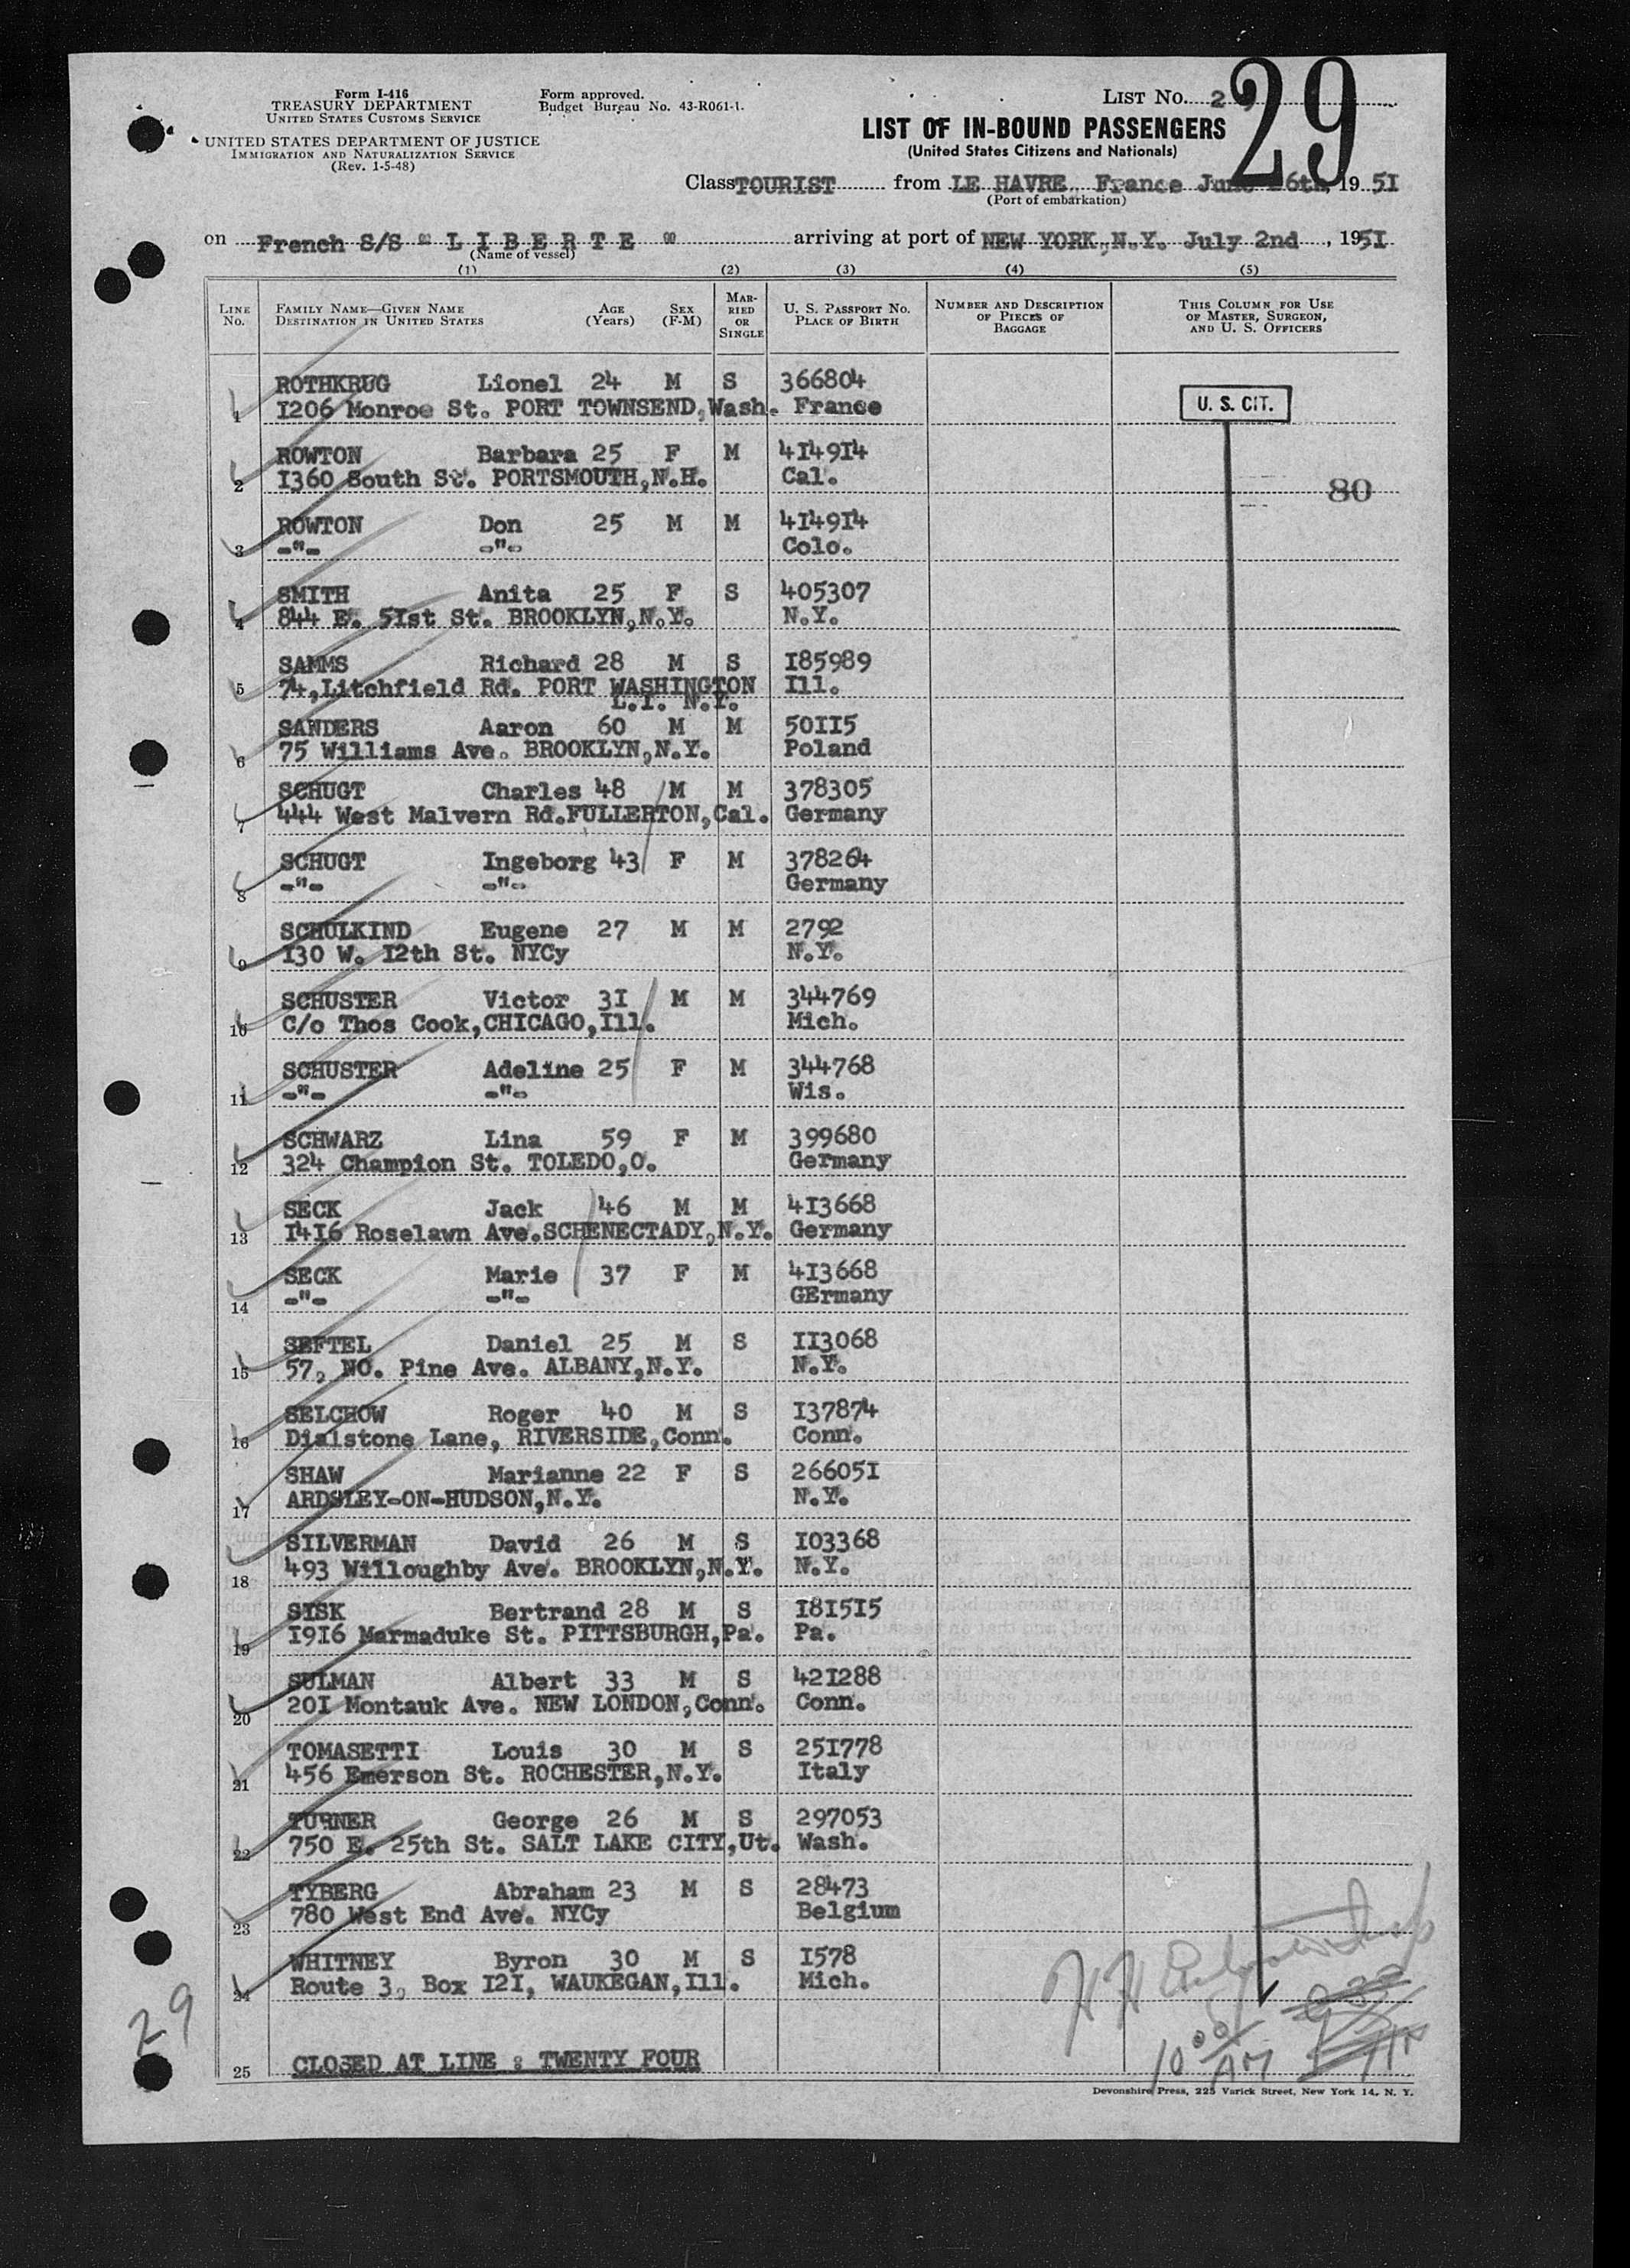 Form I-416
TREASURY DEPARTMENT
UNITED STATES CUSTOMS SERVICE
UNITED STATES DEPARTMENT OF JUSTICE
IMMIGRATION AND NATURALIZATION SERVICE
(Rev. 1-5-48)
Form approved.
Budget Bureau No. 43-R061-1.
LIST NO. 2
29
LIST OF IN-BOUND PASSENGERS
(United States Citizens and Nationals)
Class TOURIST from LE HAVRE, France June 26th, 1951
(Port of embarkation)
on French S/S "LIBERTE" arriving at port of NEW YORK, N.Y. July 2nd, 1951
(Name of vessel)
(1) (2) (3) (4) (5)
LINE No. FAMILY NAME—GIVEN NAME DESTINATION IN UNITED STATES AGE (Years) SEX (F-M) MARRIED OR SINGLE U. S. PASSPORT NO. PLACE OF BIRTH NUMBER AND DESCRIPTION OF PIECES OF BAGGAGE THIS COLUMN FOR USE OF MASTER, SURGEON, AND U. S. OFFICERS
ROTHKRUG Lionel 24 M S 366804
1 1206 Monroe St. PORT TOWNSEND, Wash. France
U. S. CIT.
ROWTON Barbara 25 F M 414914
2 1360 South St. PORTSMOUTH, N.H. Cal.
80
ROWTON Don 25 M M 414914
3 -"- -"- Colo.
SMITH Anita 25 F S 405307
4 844 E. 51st St. BROOKLYN, N.Y. N.Y.
SAMMS Richard 28 M S 185989
5 74, Litchfield Rd. PORT WASHINGTON Ill.
L.I. N.Y.
SANDERS Aaron 60 M M 50115
6 75 Williams Ave. BROOKLYN, N.Y. Poland
SCHUGT Charles 48 M M 378305
7 444 West Malvern Rd. FULLERTON, Cal. Germany
SCHUGT Ingeborg 43 F M 378264
8 -"- -"- Germany
SCHULKIND Eugene 27 M M 2792
9 130 W. 12th St. NYCy N.Y.
SCHUSTER Victor 31 M M 344769
10 C/o Thos Cook, CHICAGO, Ill. Mich.
SCHUSTER Adeline 25 F M 344768
11 -"- -"- Wis.
SCHWARZ Lina 59 F M 399680
12 324 Champion St. TOLEDO, O. Germany
SECK Jack 46 M M 413668
13 1416 Roselawn Ave. SCHENECTADY, N.Y. Germany
SECK Marie 37 F M 413668
14 -"- -"- GErmany
SEFTEL Daniel 25 M S 113068
15 57, NO. Pine Ave. ALBANY, N.Y. N.Y.
SELCHOW Roger 40 M S 137874
16 Dialstone Lane, RIVERSIDE, Conn. Conn.
SHAW Marianne 22 F S 266051
17 ARDSLEY-ON-HUDSON, N.Y. N.Y.
SILVERMAN David 26 M S 103368
18 493 Willoughby Ave. BROOKLYN, N.Y. N.Y.
SISK Bertrand 28 M S 181515
19 1916 Marmaduke St. PITTSBURGH, Pa. Pa.
SULMAN Albert 33 M S 421288
20 201 Montauk Ave. NEW LONDON, Conn. Conn.
TOMASETTI Louis 30 M S 251778
21 456 Emerson St. ROCHESTER, N.Y. Italy
TURNER George 26 M S 297053
22 750 E. 25th St. SALT LAKE CITY, Ut. Wash.
TYBERG Abraham 23 M S 28473
23 780 West End Ave. NYCy Belgium
WHITNEY Byron 30 M S 1578
24 Route 3, Box 121, WAUKEGAN, Ill. Mich.
29
10 00 AM
25 CLOSED AT LINE : TWENTY FOUR
Devonshire Press, 225 Varick Street, New York 14, N. Y.